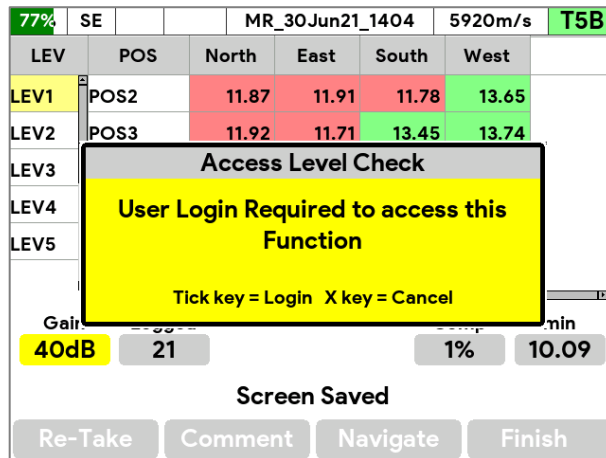 77% SE MR_30Jun21_1404 5920m/s T5B
LEV POS North East South West
LEV1 POS2 11.87 11.91 11.78 13.65
LEV2 POS3 11.92 11.71 13.45 13.74
LEV3
LEV4
LEV5
Access Level Check
User Login Required to access this
Function
Tick key = Login X key = Cancel
40dB 21 1% 10.09
Screen Saved
Re-Take Comment Navigate Finish